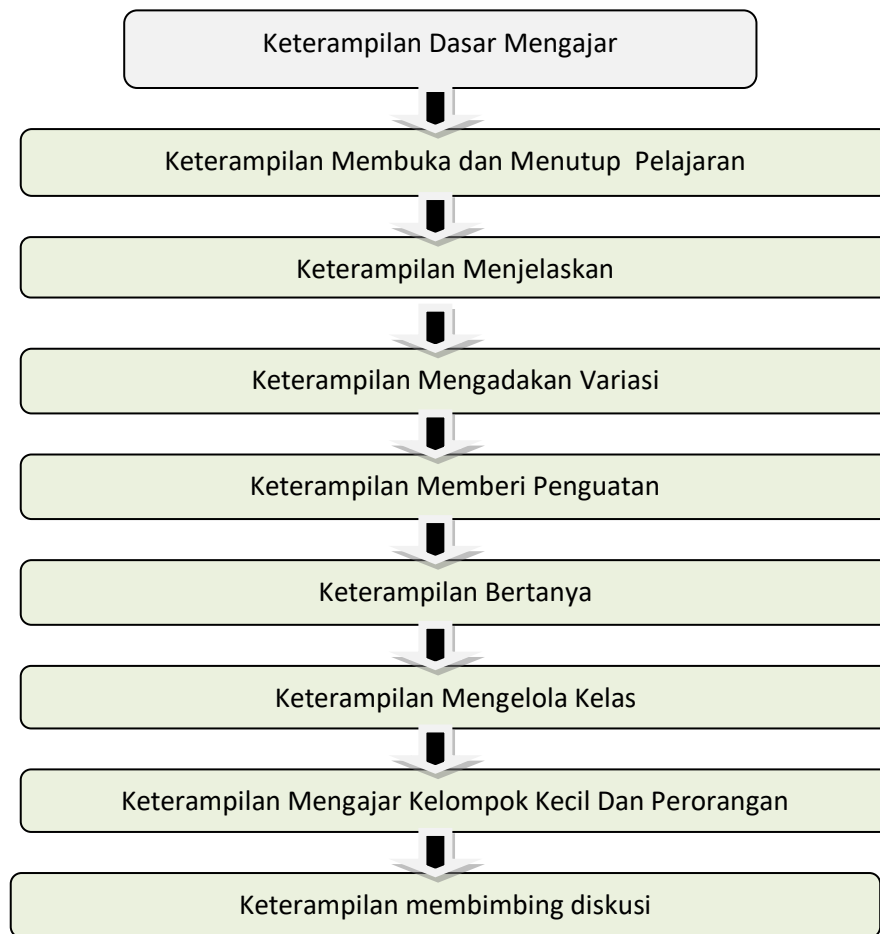 Keterampilan Dasar Mengajar
Keterampilan Membuka dan Menutup Pelajaran
Keterampilan Menjelaskan
Keterampilan Mengadakan Variasi
Keterampilan Memberi Penguatan
Keterampilan Bertanya
Keterampilan Mengelola Kelas
Keterampilan Mengajar Kelompok Kecil Dan Perorangan
Keterampilan membimbing diskusi